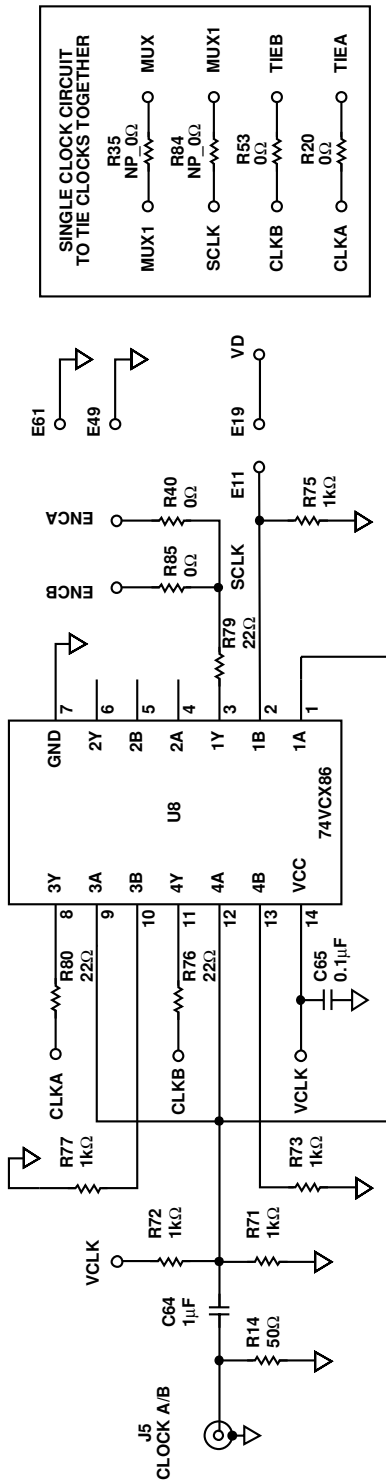 J5
CLOCK A/B
R14
50Ω
C64
1µF
VCLK
R72
1kΩ
R71
1kΩ
R77
1kΩ
R73
1kΩ
CLKA
R80
22Ω
CLKB
R76
22Ω
VCLK
C65
0.1µF
8
9
10
11
12
13
14
3Y
3A
3B
4Y
4A
4B
VCC
U8
74VCX86
GND
2Y
2B
2A
1Y
1B
1A
7
6
5
4
3
2
1
R79
22Ω
SCLK
ENCB
R85
0Ω
ENCA
R40
0Ω
R75
1kΩ
E11
E19
VD
E61
E49
SINGLE CLOCK CIRCUIT
TO TIE CLOCKS TOGETHER
MUX1
R35
NP_0Ω
MUX
SCLK
R84
NP_0Ω
MUX1
CLKB
R53
0Ω
TIEB
CLKA
R20
0Ω
TIEA